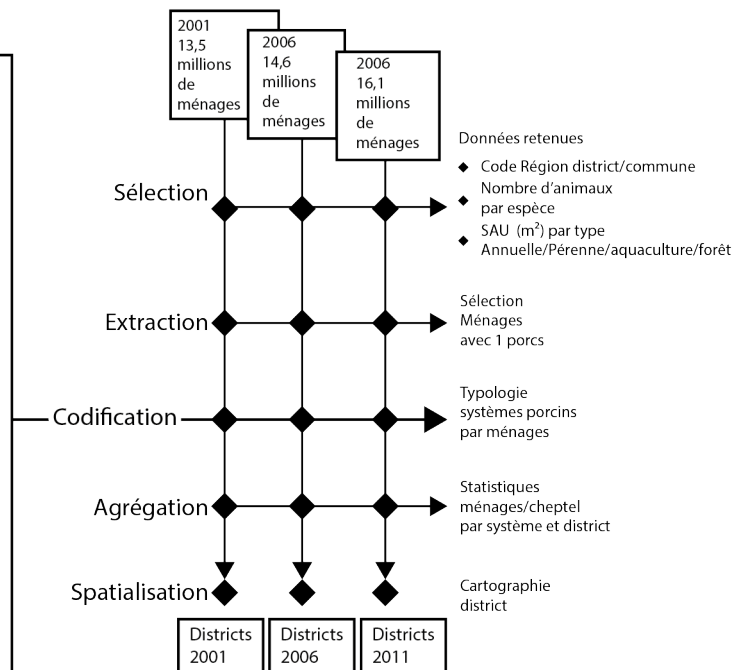 2001
13,5
millions
de
ménages
2006
14,6
millions
de
ménages
2006
16,1
millions
de
ménages
Données retenues
Code Région district/commune
Nombre d'animaux
par espèce
SAU (m²) par type
Annuelle/Pérenne/aquaculture/forêt
Sélection
Extraction
Sélection
Ménages
avec 1 porcs
Codification
Typologie
systèmes porcins
par ménages
Agrégation
Statistiques
ménages/cheptel
par système et district
Spatialisation
Cartographie
district
Districts
2001
Districts
2006
Districts
2011